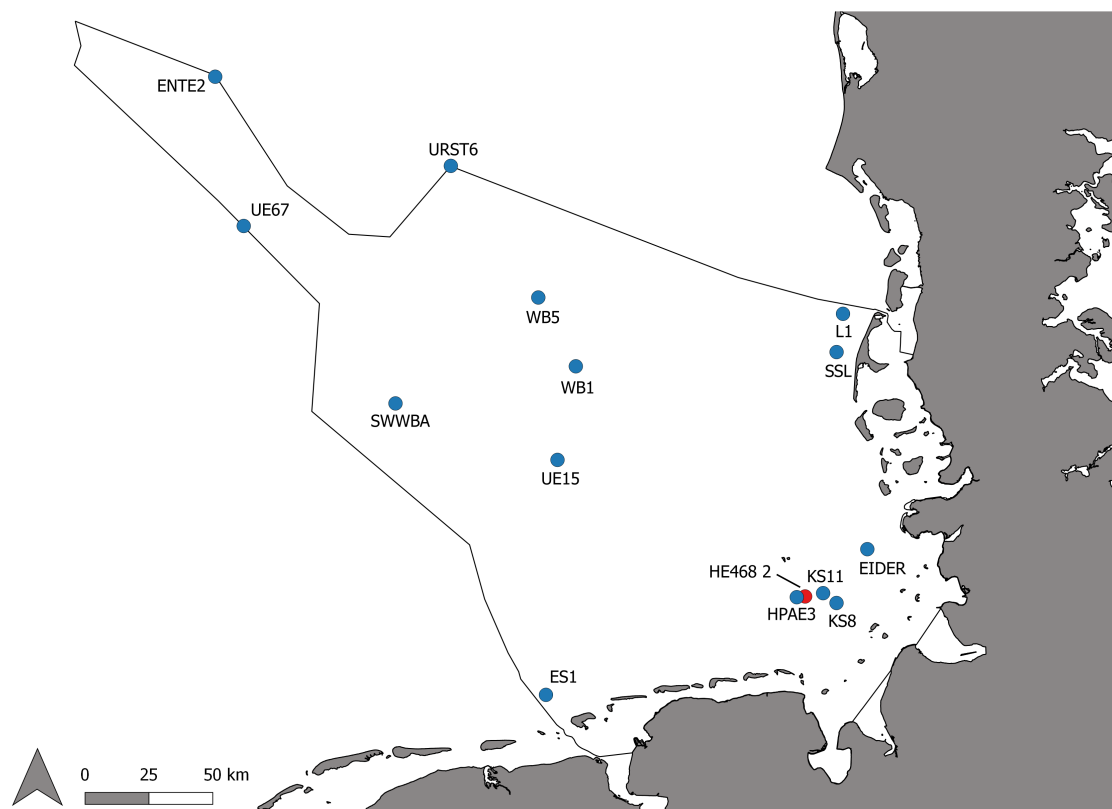 ENTE2
URST6
UE67
WB5
L1
SSL
WB1
SWWBA
UE15
EIDER
HE468 2
KS11
HPAE3
KS8
ES1
0 25 50 km